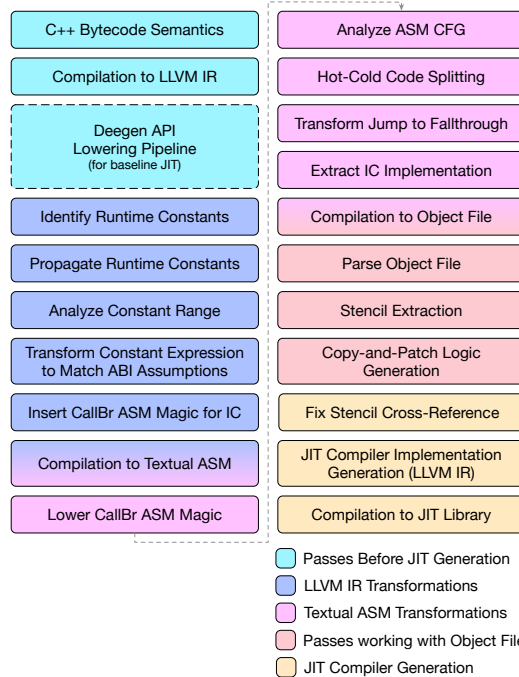 C++ Bytecode Semantics
Compilation to LLVM IR
Deegen API
Lowering Pipeline
(for baseline JIT)
Identify Runtime Constants
Propagate Runtime Constants
Analyze Constant Range
Transform Constant Expression
to Match ABI Assumptions
Insert CallBr ASM Magic for IC
Compilation to Textual ASM
Lower CallBr ASM Magic
Analyze ASM CFG
Hot-Cold Code Splitting
Transform Jump to Fallthrough
Extract IC Implementation
Compilation to Object File
Parse Object File
Stencil Extraction
Copy-and-Patch Logic
Generation
Fix Stencil Cross-Reference
JIT Compiler Implementation
Generation (LLVM IR)
Compilation to JIT Library
Passes Before JIT Generation
LLVM IR Transformations
Textual ASM Transformations
Passes working with Object File
JIT Compiler Generation